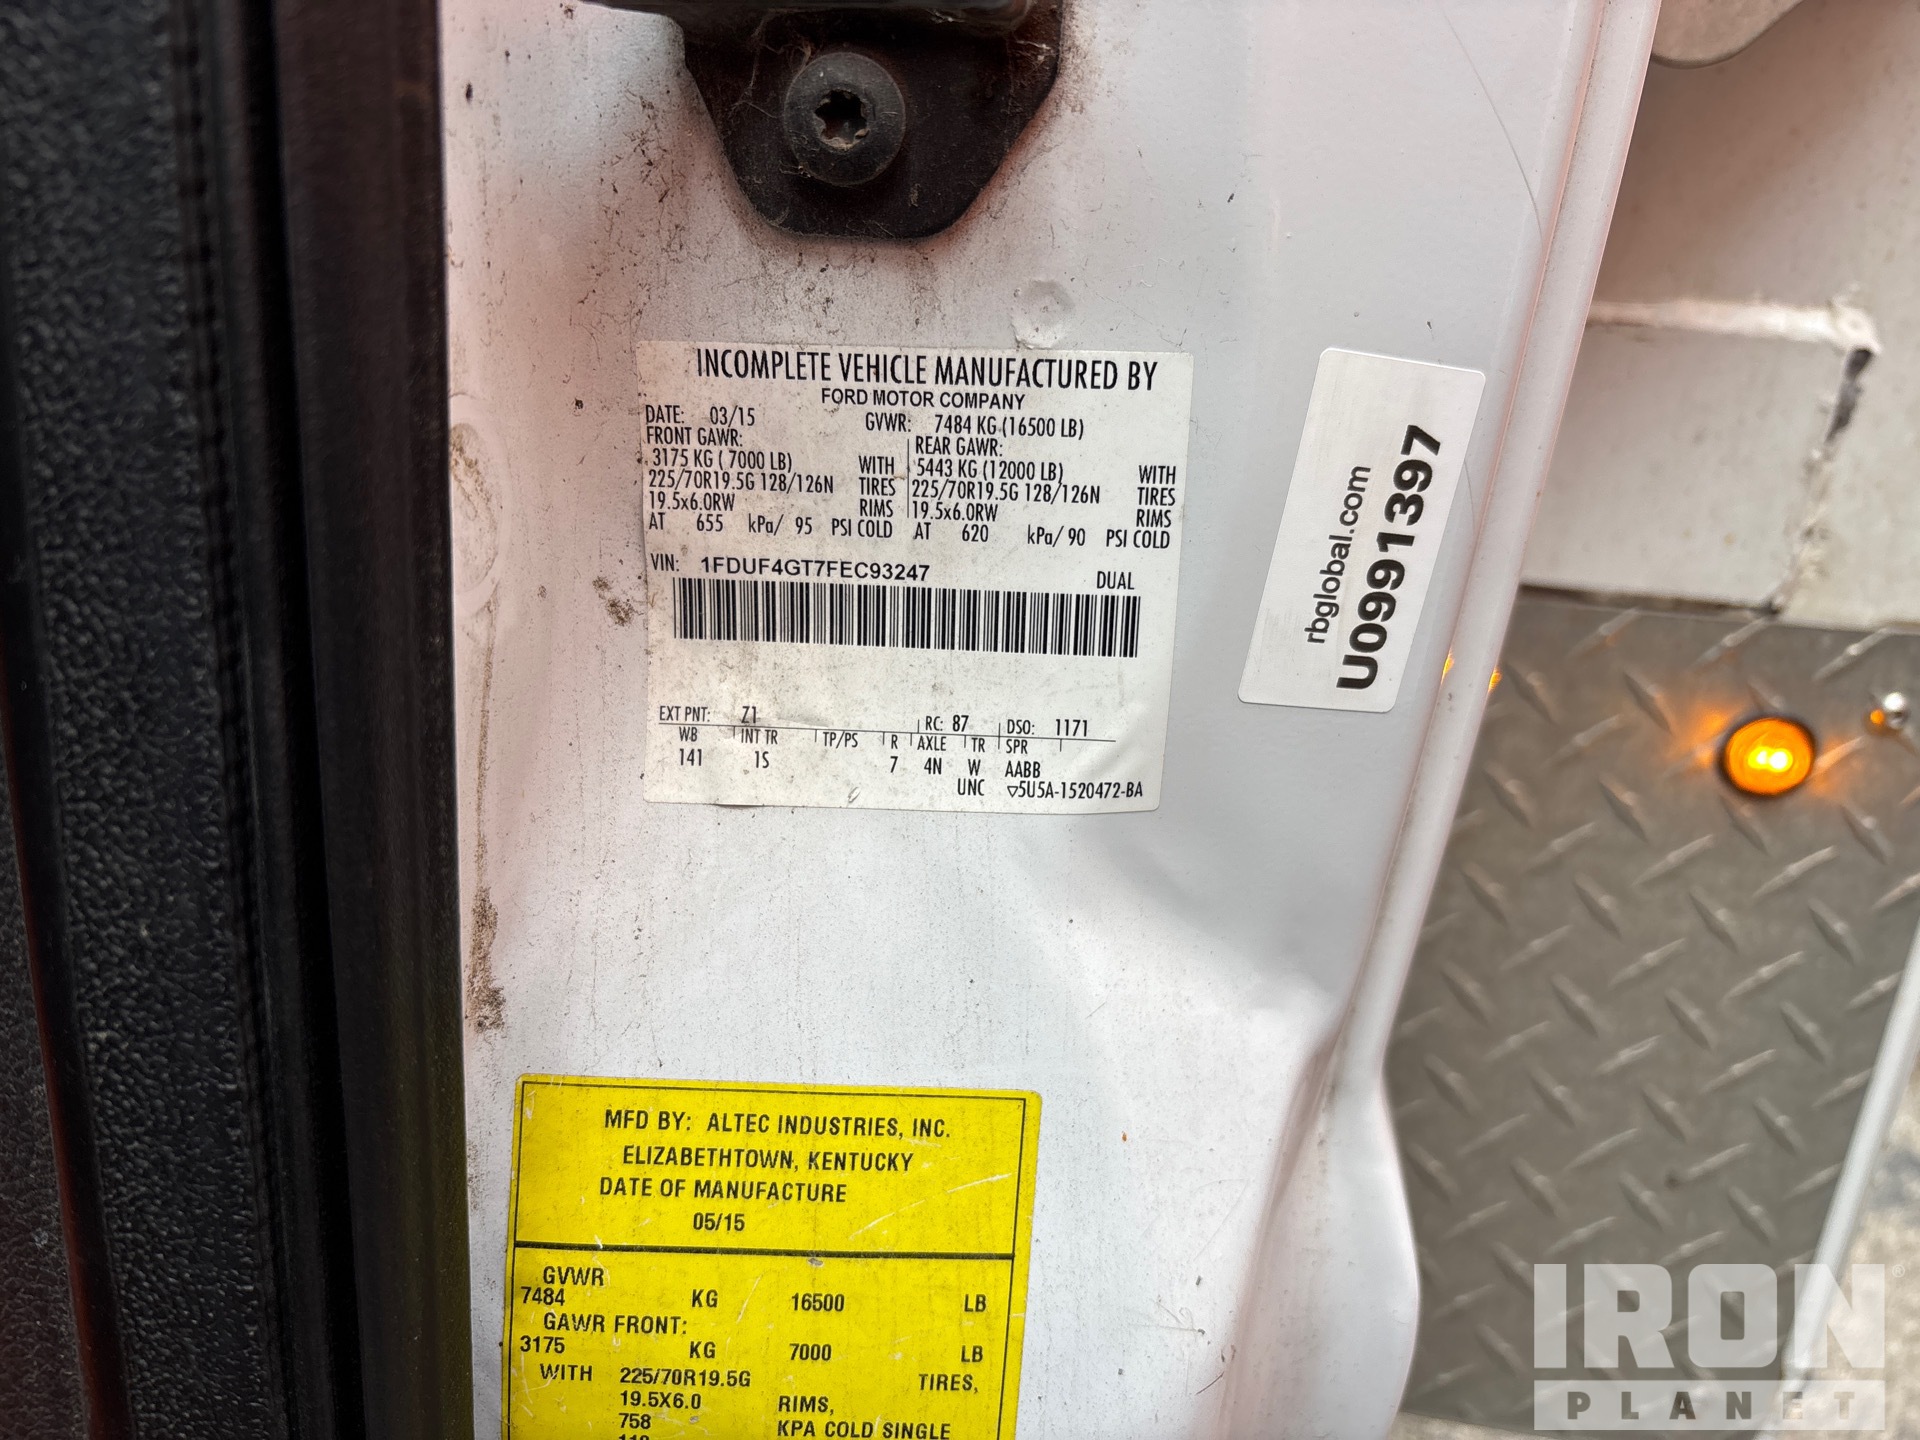 INCOMPLETE VEHICLE MANUFACTURED BY
FORD MOTOR COMPANY
DATE: 03/15 GVWR: 7484 KG (16500 LB)
FRONT GAWR: REAR GAWR:
3175 KG ( 7000 LB) WITH 5443 KG (12000 LB) WITH
225/70R19.5G 128/126N TIRES 225/70R19.5G 128/126N TIRES
19.5x6.0RW RIMS 19.5x6.0RW RIMS
AT 655 kPa/ 95 PSI COLD AT 620 kPa/ 90 PSI COLD
VIN: 1FDUF4GT7FEC93247 DUAL
EXT PNT: Z1 RC: 87 DSO: 1171
WB INT TR TP/PS R AXLE TR SPR
141 1S 7 4N W AABB
UNC ▽5U5A-1520472-BA
rbglobal.com
U0991397
MFD BY: ALTEC INDUSTRIES, INC.
ELIZABETHTOWN, KENTUCKY
DATE OF MANUFACTURE
05/15
GVWR
7484 KG 16500 LB
GAWR FRONT:
3175 KG 7000 LB
WITH 225/70R19.5G TIRES,
19.5X6.0 RIMS,
758 KPA COLD SINGLE
IRON
PLANET